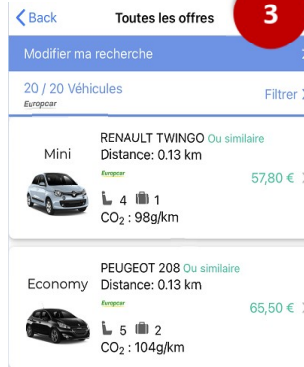 Back Toutes les offres 3
Modifier ma recherche
20 / 20 Véhicules
Europcar
Filtrer
RENAULT TWINGO Ou similaire
Mini Distance: 0.13 km
Europcar
57,80 €
4 1
CO₂ : 98g/km
PEUGEOT 208 Ou similaire
Economy Distance: 0.13 km
Europcar
65,50 €
5 2
CO₂ : 104g/km